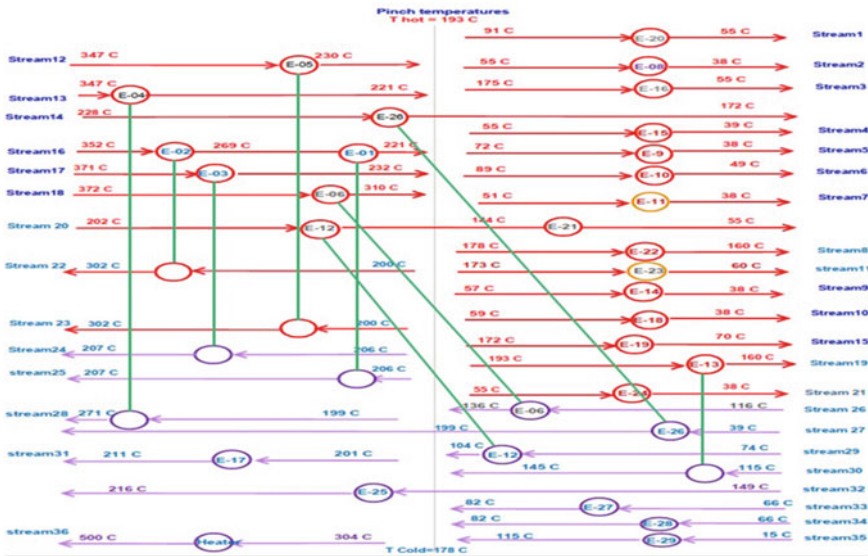 Pinch temperatures
T hot = 193 C
91 C E-20 55 C Stream1
Stream12 347 C E-05 230 C
55 C E-08 38 C Stream2
175 C E-16 55 C Stream3
Stream13 347 C E-04 221 C
Stream14 228 C E-26 172 C
55 C E-15 39 C Stream4
Stream16 352 C E-02 269 C E-01 221 C
72 C E-9 38 C Stream5
Stream17 371 C E-03 232 C
89 C E-10 49 C Stream6
Stream18 372 C E-06 310 C
51 C E-11 38 C Stream7
Stream 20 202 C E-12 144 C E-21 55 C
178 C E-22 160 C Stream8
Stream 22 302 C 200 C
173 C E-23 60 C stream11
57 C E-14 38 C Stream9
59 C E-18 38 C Stream10
Stream 23 302 C 200 C
172 C E-19 70 C Stream15
Stream24 207 C 206 C
193 C E-13 160 C Stream19
stream25 207 C 206 C
55 C E-24 38 C Stream 21
136 C E-06 116 C Stream 26
stream28 271 C 199 C
199 C E-26 39 C stream 27
104 C E-12 74 C stream29
stream31 211 C E-17 201 C
145 C 115 C stream30
216 C E-25 149 C stream32
82 C E-27 66 C stream33
82 C E-28 66 C stream34
stream36 500 C Heater 304 C
115 C E-29 15 C stream35
T Cold=178 C